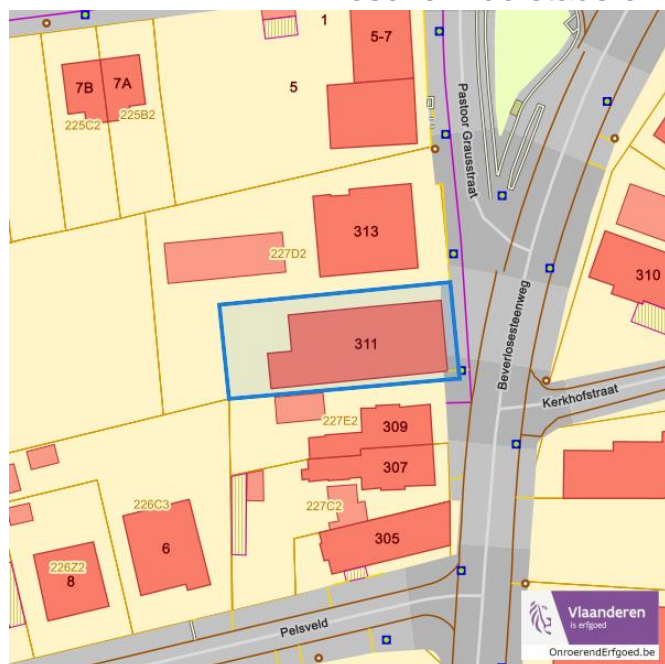 1
5-7
7B
7A
5
225C2
225B2
Pastoor Grausstraat
313
227D2
310
311
Beverlosesteenweg
Kerkhofstraat
227E2
309
307
226C3
227C2
305
6
226Z2
8
Pelsveld
Vlaanderen
is erfgoed
OnroerendErfgoed.be